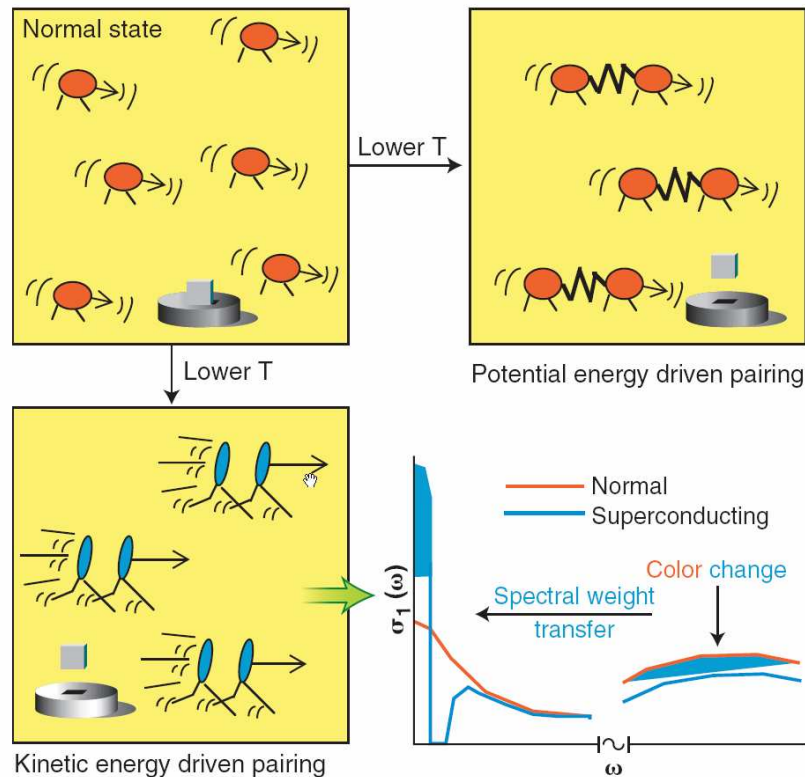 Normal state
Lower T
Lower T
Potential energy driven pairing
Kinetic energy driven pairing
Normal
Superconducting
Color change
Spectral weight
transfer
σ₁(ω)
ω